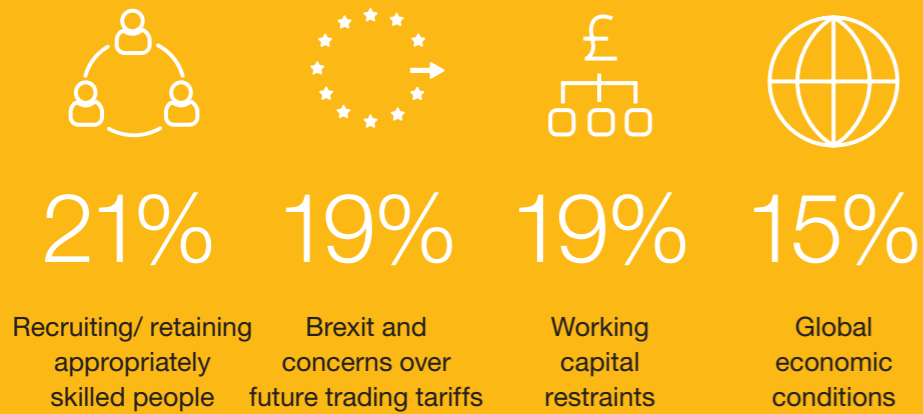 £
21%
19%
19%
15%
Recruiting/ retaining
appropriately
skilled people
Brexit and
concerns over
future trading tariffs
Working
capital
restraints
Global
economic
conditions